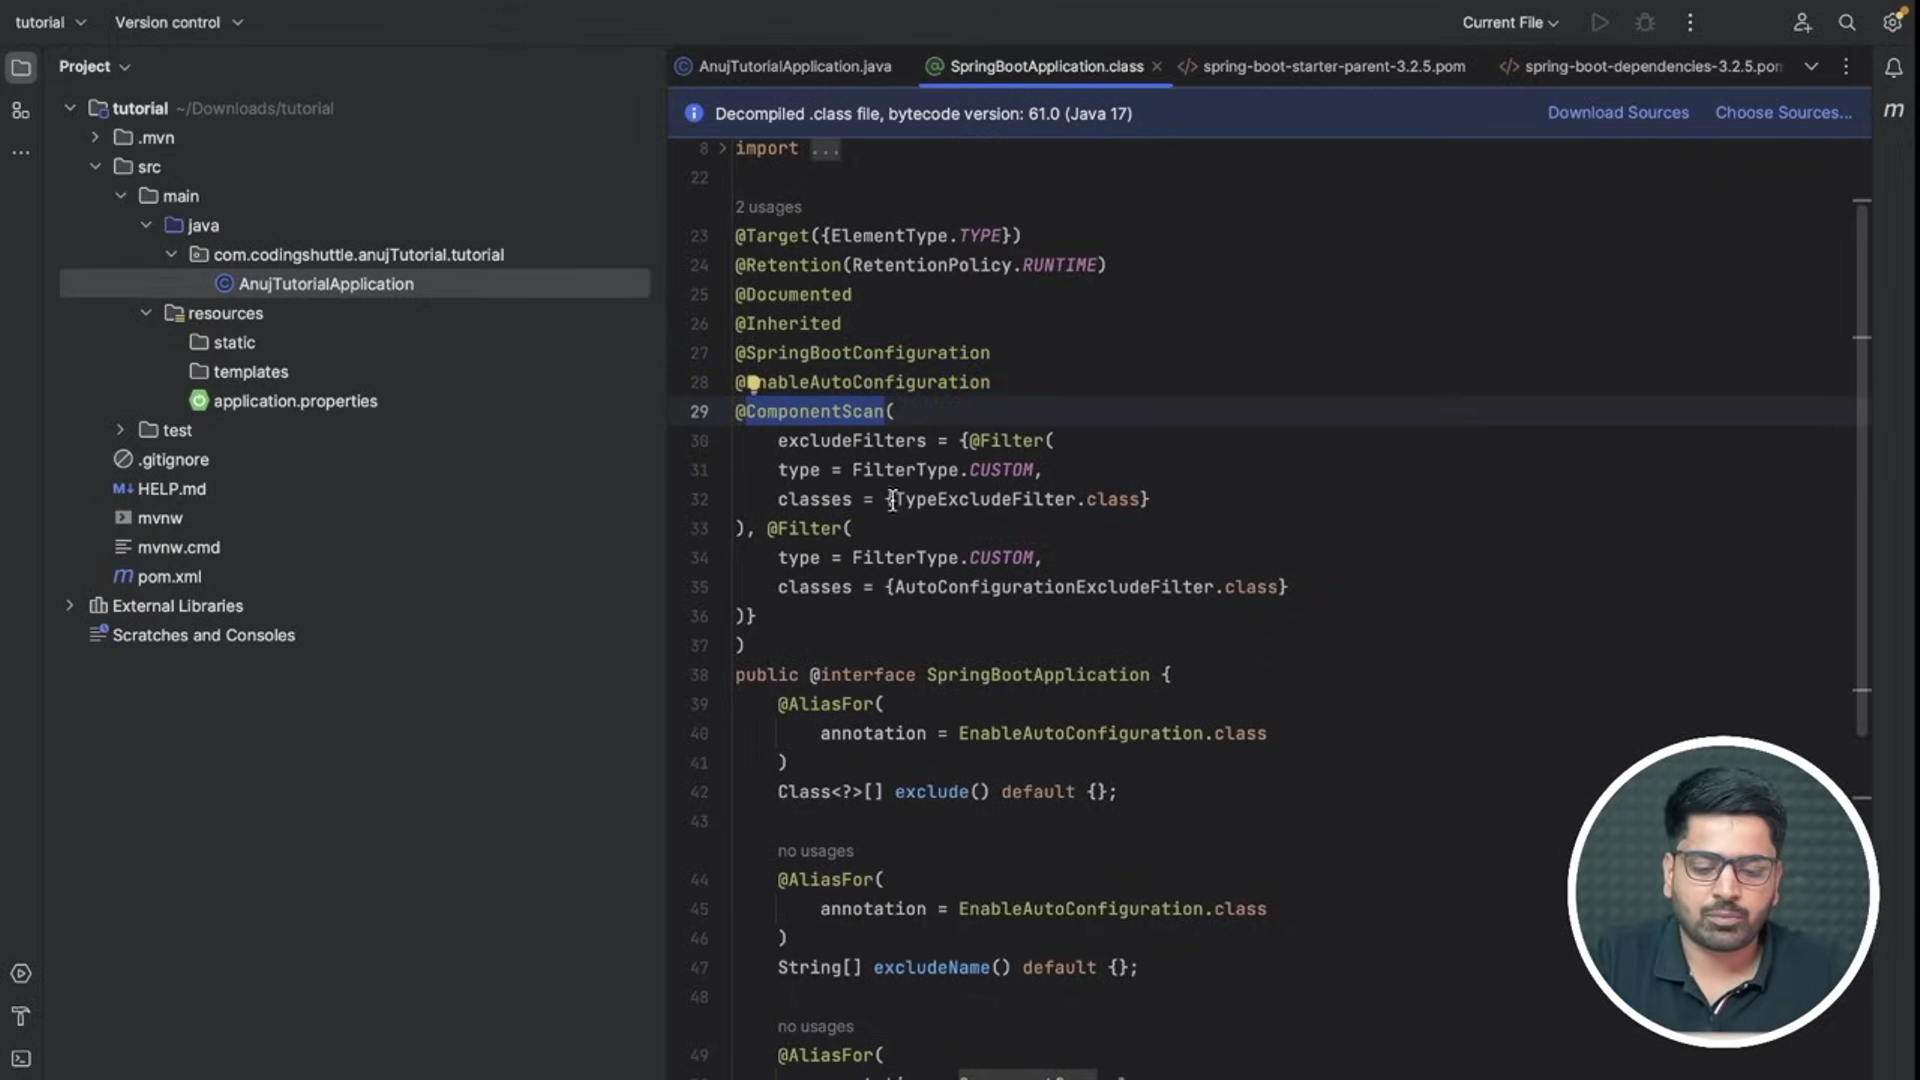 tutorial
Version control
Current File
Project
AnujTutorialApplication.java
SpringBootApplication.class
spring-boot-starter-parent-3.2.5.pom
spring-boot-dependencies-3.2.5.pon
tutorial ~/Downloads/tutorial
.mvn
src
main
java
com.codingshuttle.anujTutorial.tutorial
AnujTutorialApplication
resources
static
templates
application.properties
test
.gitignore
HELP.md
mvnw
mvnw.cmd
pom.xml
External Libraries
Scratches and Consoles
Decompiled .class file, bytecode version: 61.0 (Java 17)
Download Sources
Choose Sources...
8 import ...
22
2 usages
23 @Target({ElementType.TYPE})
24 @Retention(RetentionPolicy.RUNTIME)
25 @Documented
26 @Inherited
27 @SpringBootConfiguration
28 @EnableAutoConfiguration
29 @ComponentScan(
30 excludeFilters = {@Filter(
31 type = FilterType.CUSTOM,
32 classes = {TypeExcludeFilter.class}
33 ), @Filter(
34 type = FilterType.CUSTOM,
35 classes = {AutoConfigurationExcludeFilter.class}
36 )}
37 )
38 public @interface SpringBootApplication {
39 @AliasFor(
40 annotation = EnableAutoConfiguration.class
41 )
42 Class<?>[] exclude() default {};
43
no usages
44 @AliasFor(
45 annotation = EnableAutoConfiguration.class
46 )
47 String[] excludeName() default {};
48
no usages
49 @AliasFor(